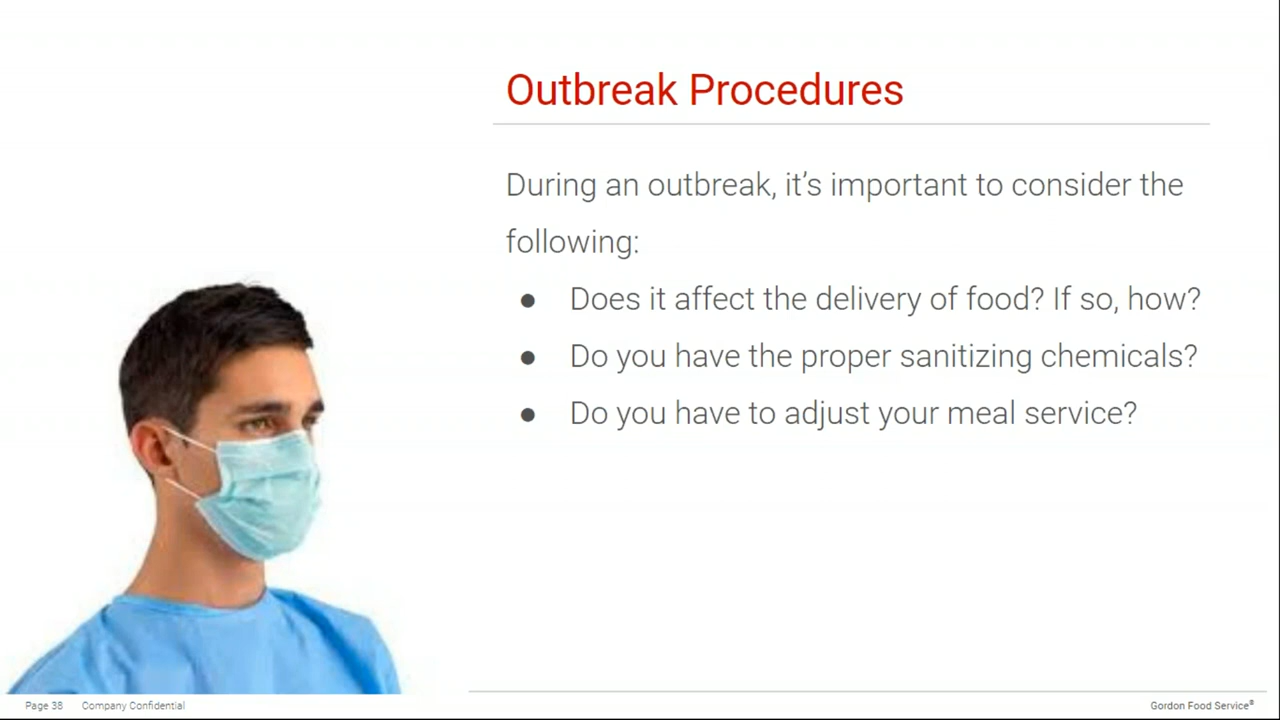 Outbreak Procedures
During an outbreak, it’s important to consider the
following:
● Does it affect the delivery of food? If so, how?
● Do you have the proper sanitizing chemicals?
● Do you have to adjust your meal service?
Page 38 Company Confidential
Gordon Food Service®